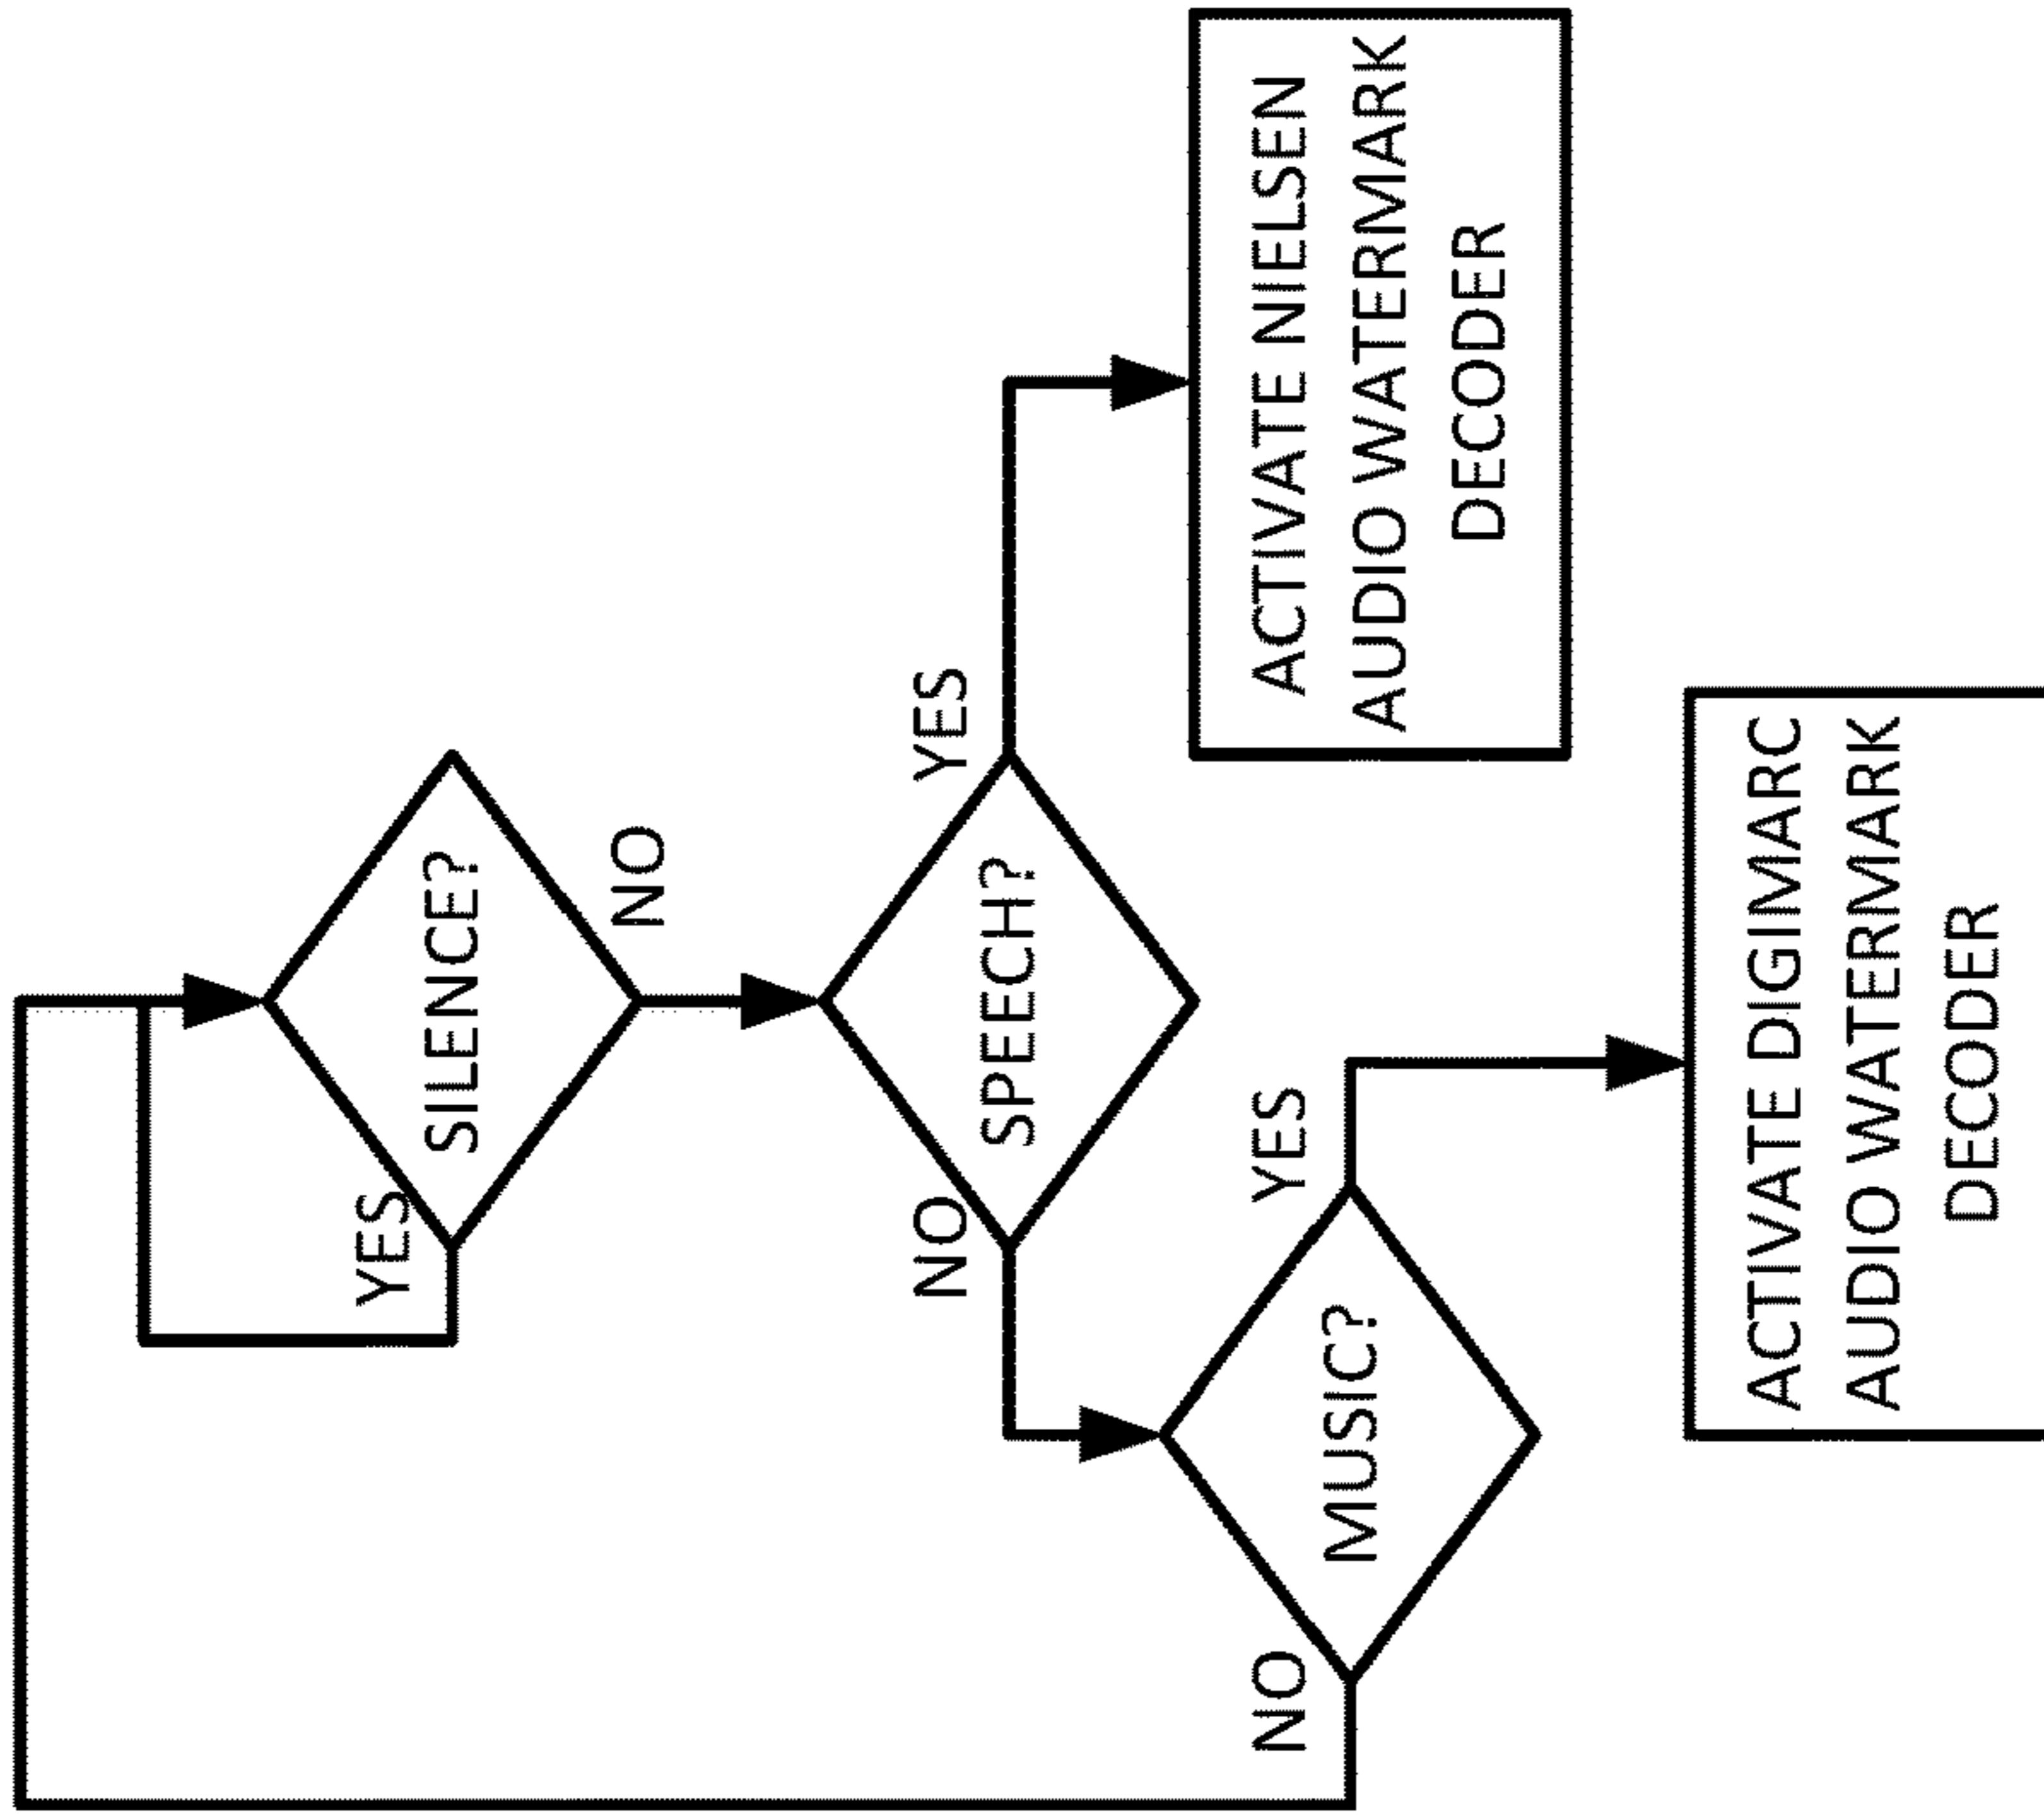 SILENCE?
YES
NO
SPEECH?
NO
YES
MUSIC?
NO
YES
ACTIVATE NIELSEN
AUDIO WATERMARK
DECODER
ACTIVATE DIGIMARC
AUDIO WATERMARK
DECODER